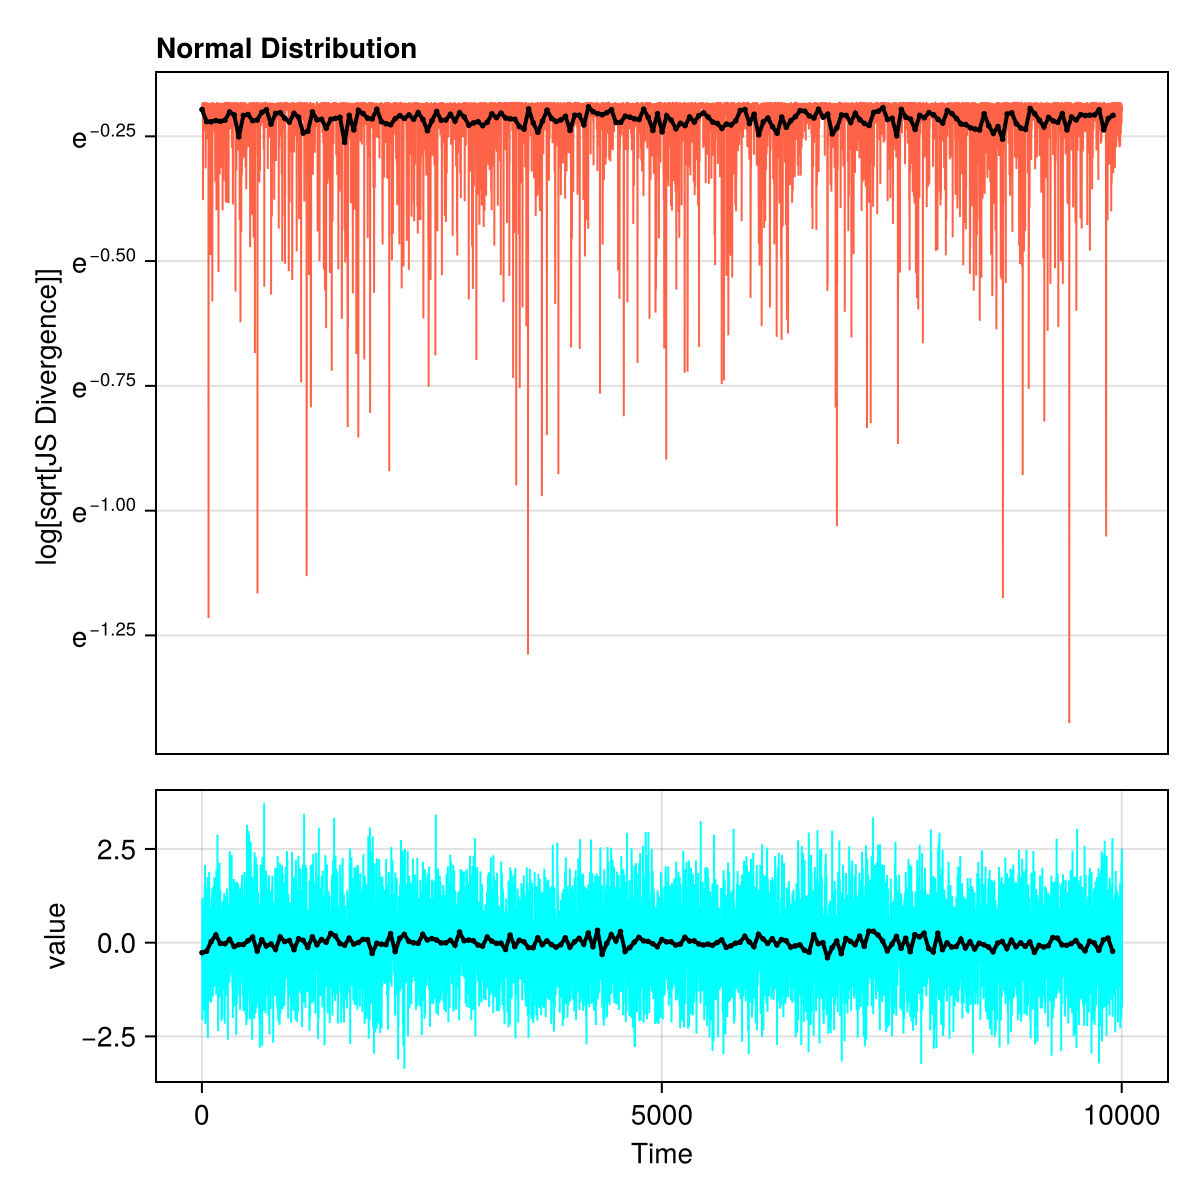 Normal Distribution
log[sqrt[JS Divergence]]
e−0.25
e−0.50
e−0.75
e−1.00
e−1.25
value
2.5
0.0
−2.5
0
5000
10000
Time